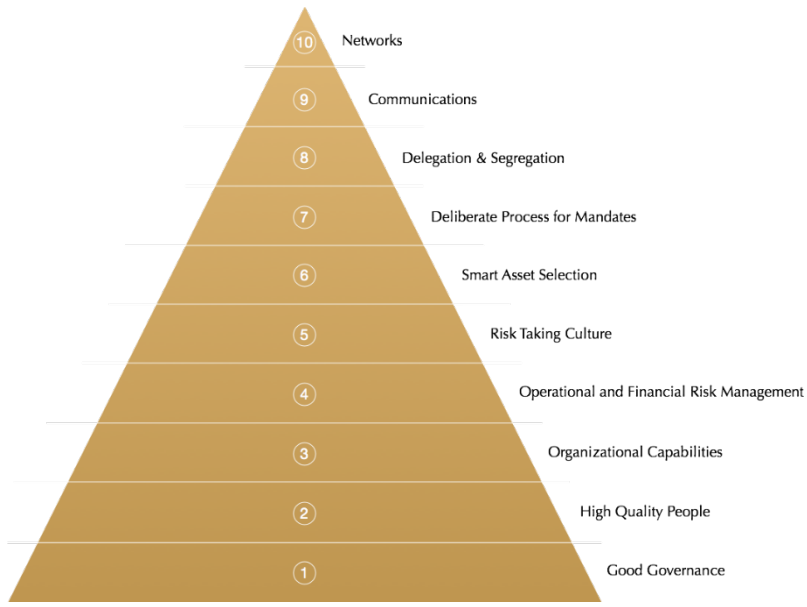 10 Networks
9 Communications
8 Delegation & Segregation
7 Deliberate Process for Mandates
6 Smart Asset Selection
5 Risk Taking Culture
4 Operational and Financial Risk Management
3 Organizational Capabilities
2 High Quality People
1 Good Governance